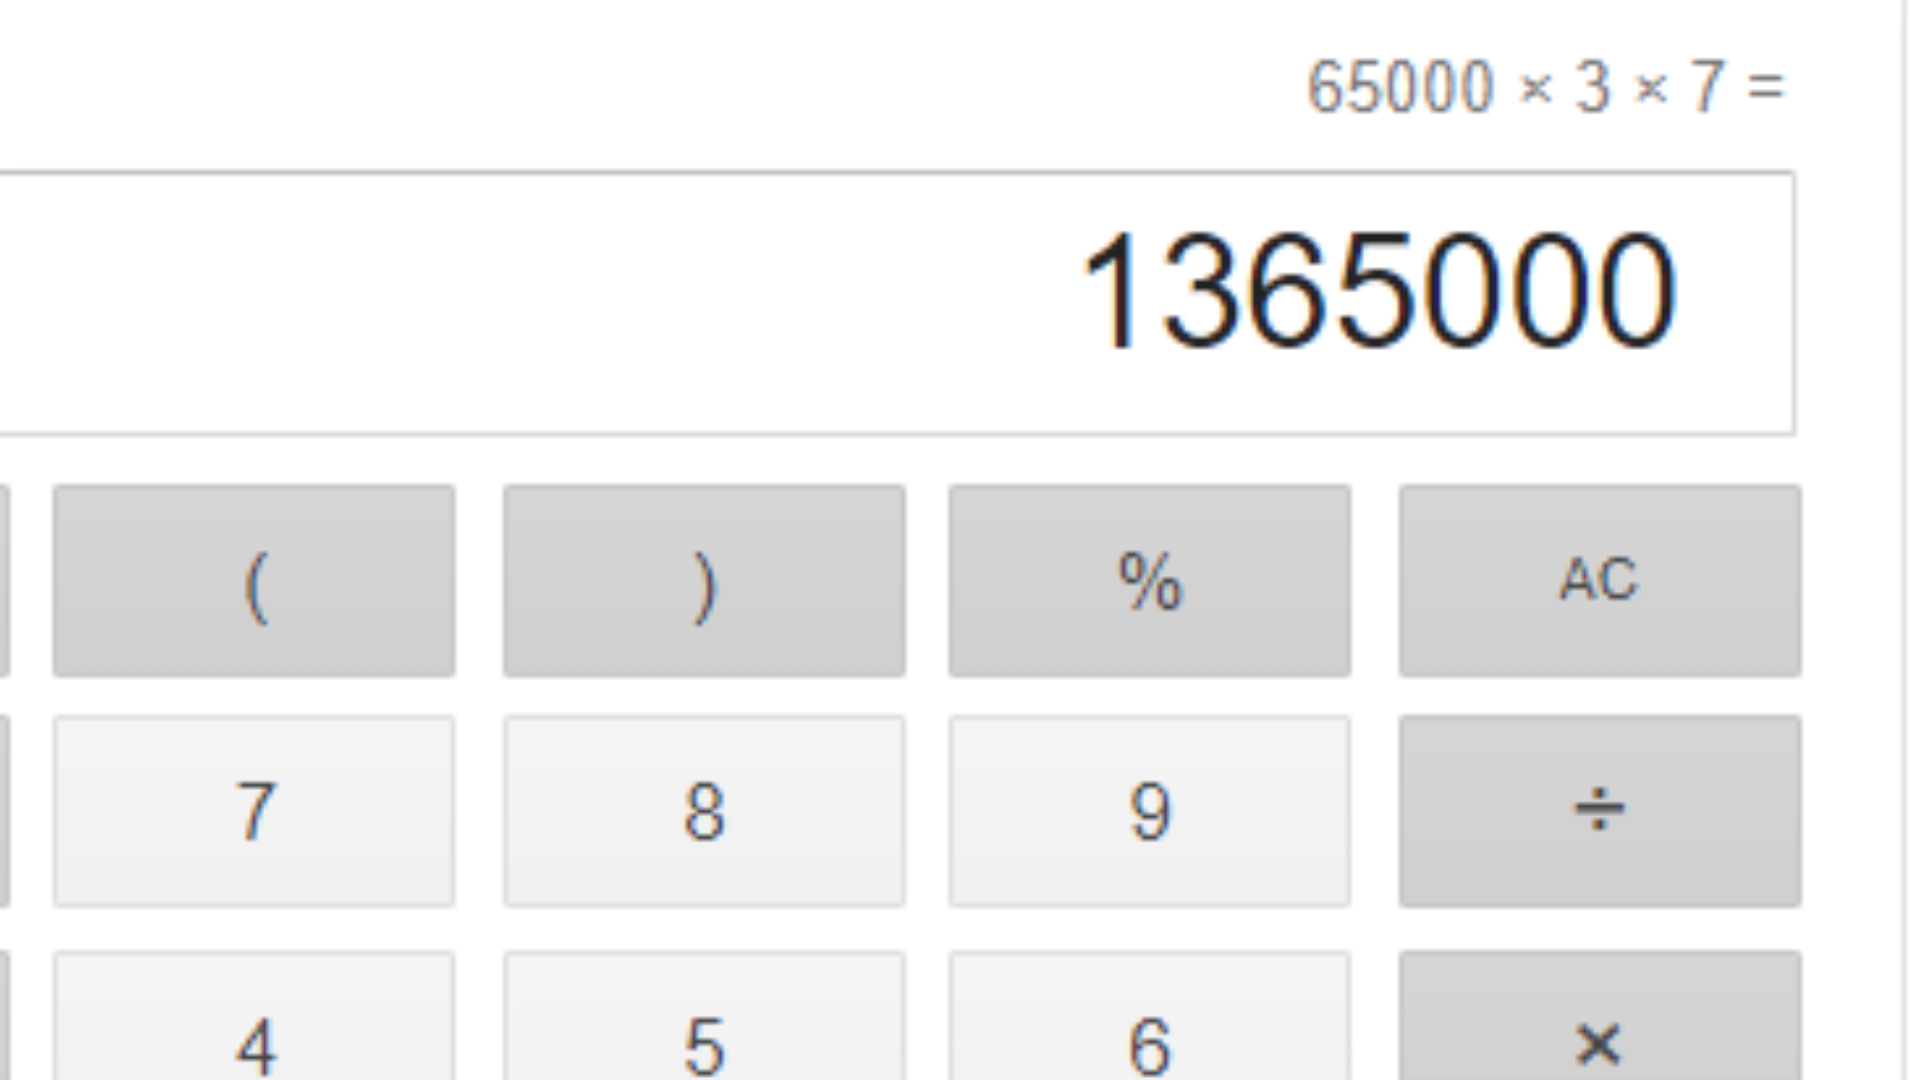 65000 × 3 × 7 =
1365000
( ) % AC
7 8 9 ÷
4 5 6 ×